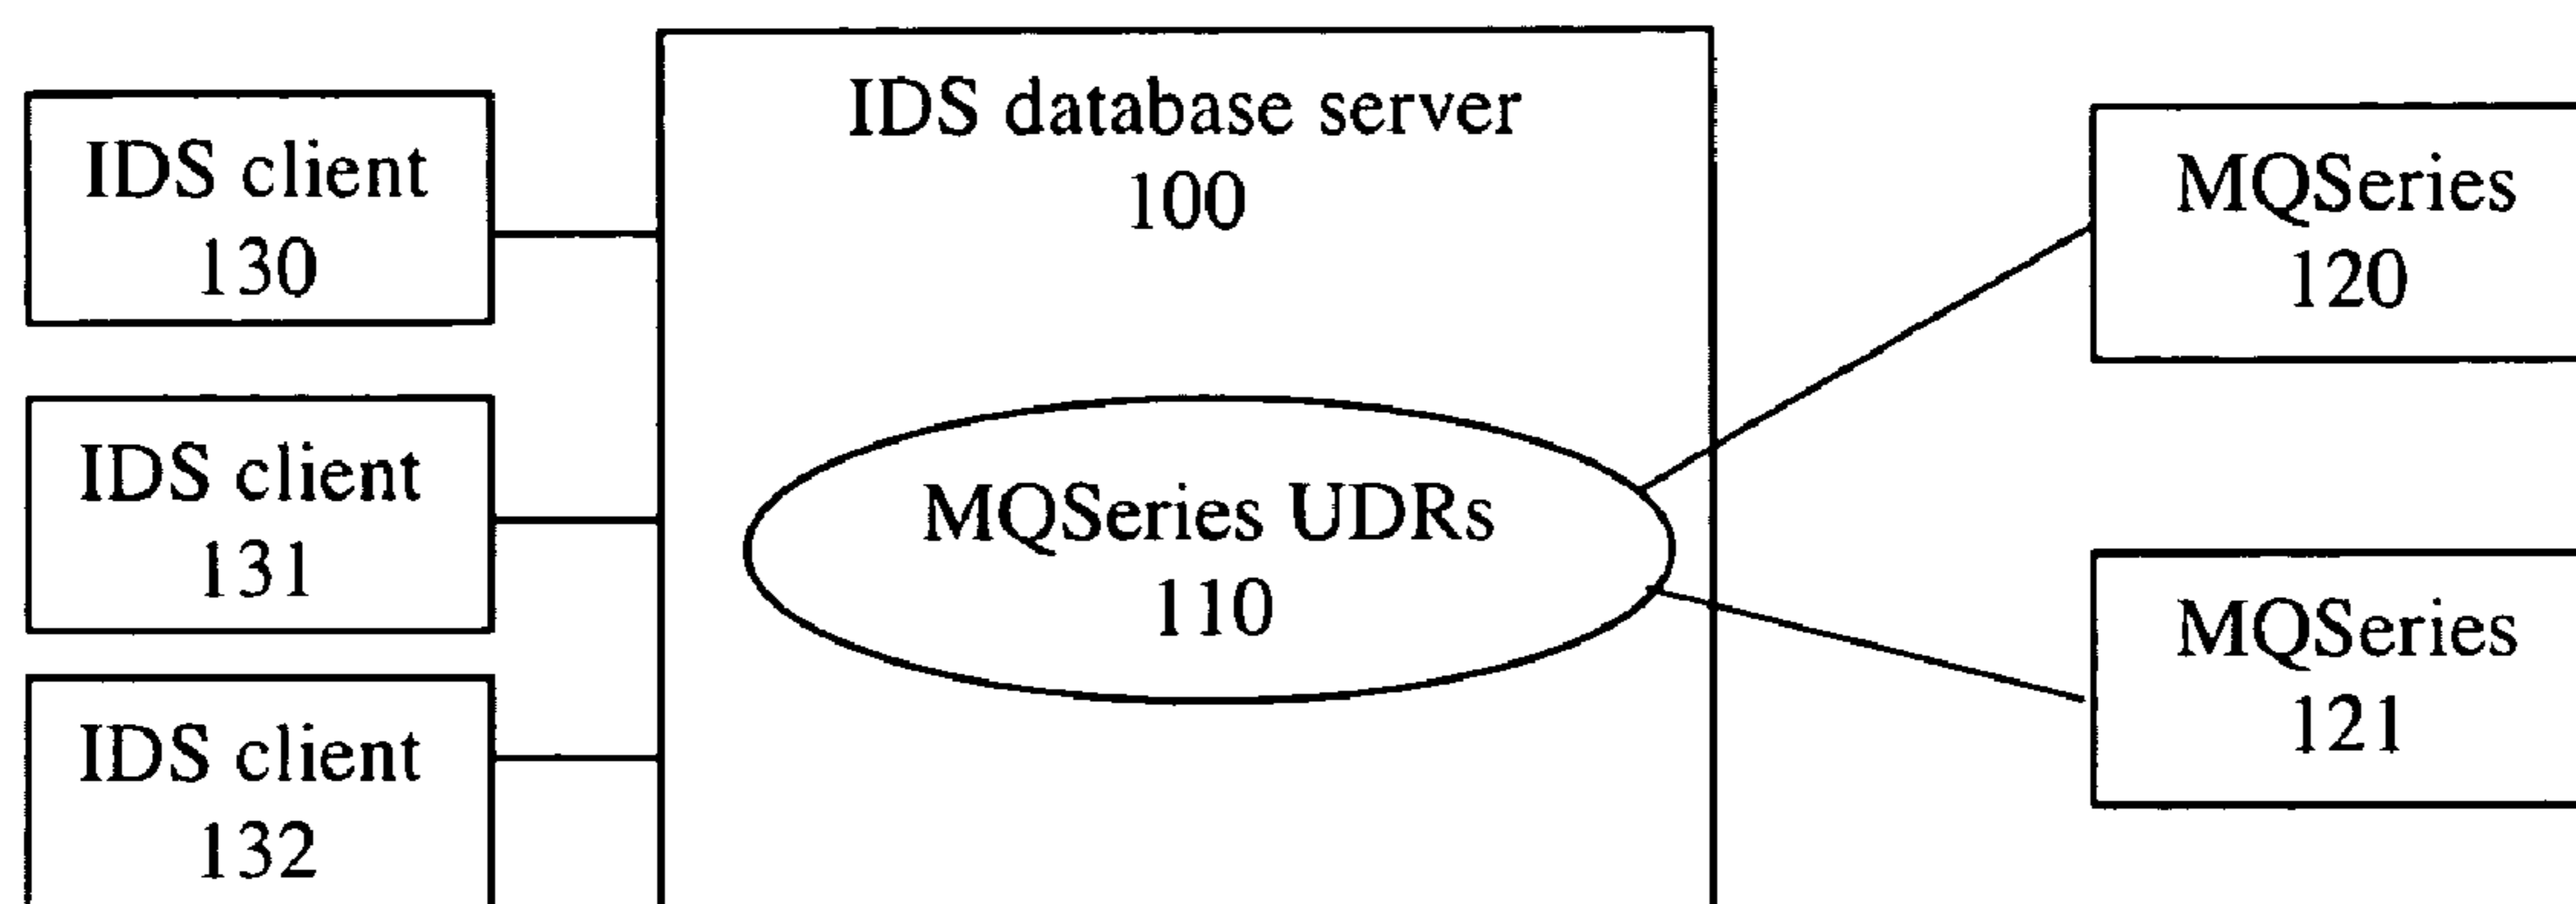 IDS client
130
IDS client
131
IDS client
132
IDS database server
100
MQSeries UDRs
110
MQSeries
120
MQSeries
121